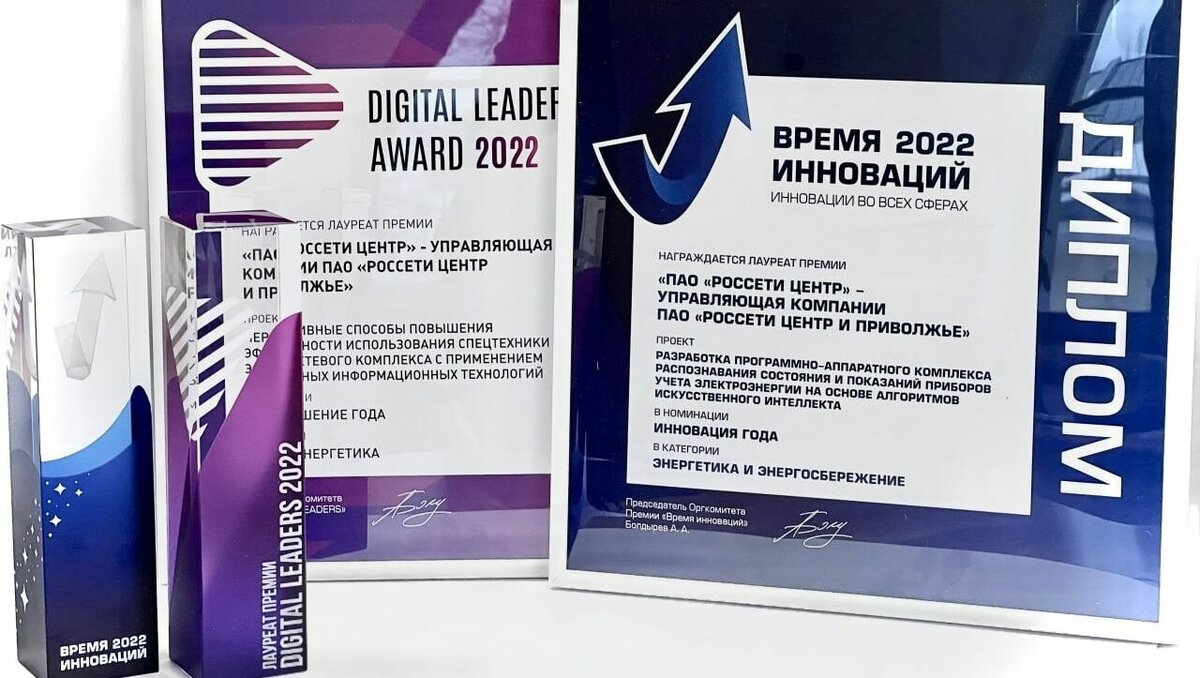 DIGITAL LEADER
AWARD 2022
НАГРАЖДАЕТСЯ ЛАУРЕАТ ПРЕМИИ
РОССЕТИ ЦЕНТР» - УПРАВЛЯЮЩАЯ
ПАО «РОССЕТИ ЦЕНТР
И ПРИВОЛЖЬЕ»
СПОСОБЫ ПОВЫШЕНИЯ
ИСПОЛЬЗОВАНИЯ СПЕЦТЕХНИКИ
КОМПЛЕКСА С ПРИМЕНЕНИЕМ
ИНФОРМАЦИОННЫХ ТЕХНОЛОГИЙ
ГОДА
ЭНЕРГЕТИКА
ВРЕМЯ 2022
ИННОВАЦИЙ
ИННОВАЦИИ ВО ВСЕХ СФЕРАХ
НАГРАЖДАЕТСЯ ЛАУРЕАТ ПРЕМИИ
«ПАО «РОССЕТИ ЦЕНТР» –
УПРАВЛЯЮЩАЯ КОМПАНИИ
ПАО «РОССЕТИ ЦЕНТР И ПРИВОЛЖЬЕ»
ПРОЕКТ
РАЗРАБОТКА ПРОГРАММНО-АППАРАТНОГО КОМПЛЕКСА
РАСПОЗНАВАНИЯ СОСТОЯНИЯ И ПОКАЗАНИЙ ПРИБОРОВ
УЧЕТА ЭЛЕКТРОЭНЕРГИИ НА ОСНОВЕ АЛГОРИТМОВ
ИСКУССТВЕННОГО ИНТЕЛЛЕКТА
В НОМИНАЦИИ
ИННОВАЦИЯ ГОДА
В КАТЕГОРИИ
ЭНЕРГЕТИКА И ЭНЕРГОСБЕРЕЖЕНИЕ
Председатель Оргкомитета
Премии «Время инноваций»
Болдырев А. А.
ДИПЛОМ
ВРЕМЯ 2022
ИННОВАЦИЙ
ЛАУРЕАТ ПРЕМИИ
DIGITAL LEADERS 2022